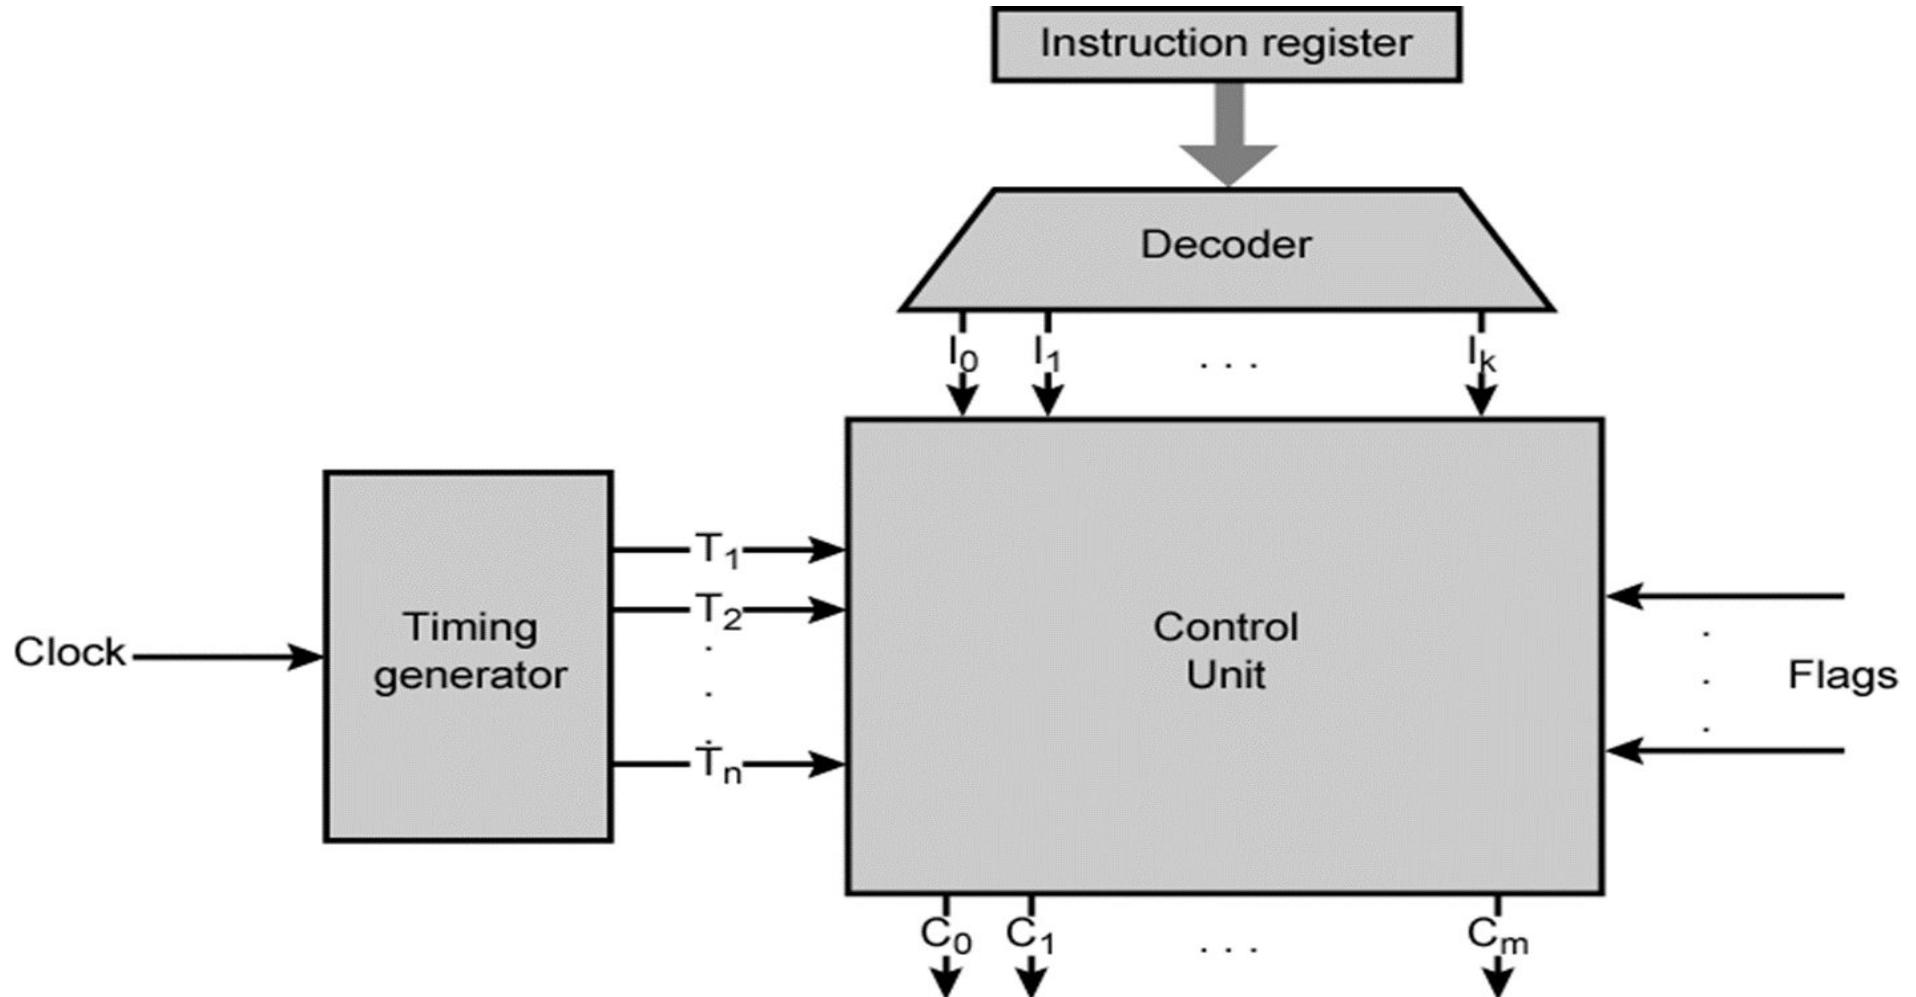 Instruction register
Decoder
I0 I1 . . . Ik
T1
T2
.
.
.
Tn
Clock
Timing
generator
Control
Unit
.
.
.
Flags
C0 C1 . . . Cm